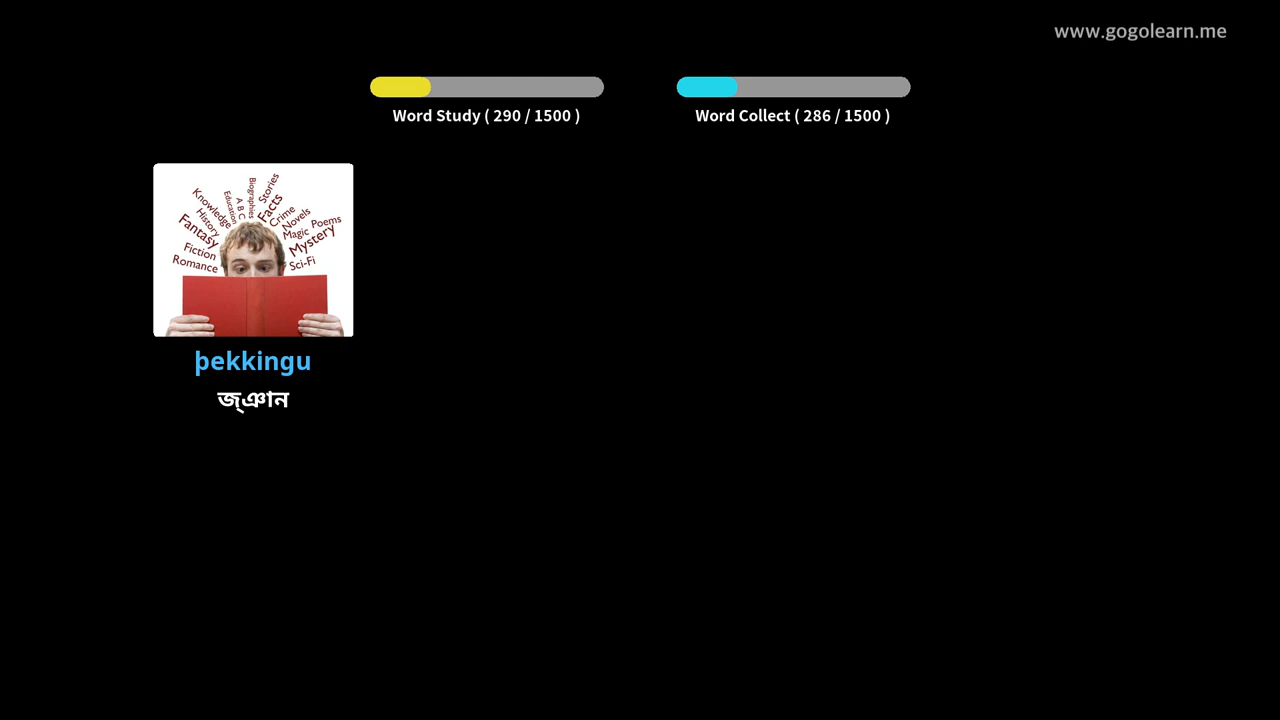 www.gogolearn.me
Word Study ( 290 / 1500 )
Word Collect ( 286 / 1500 )
Knowledge
History
Fantasy
Fiction
Romance
Education
A B C
Biographies
Stories
Facts
Crime
Novels
Magic
Poems
Mystery
Sci-Fi
þekkingu
জ্ঞান